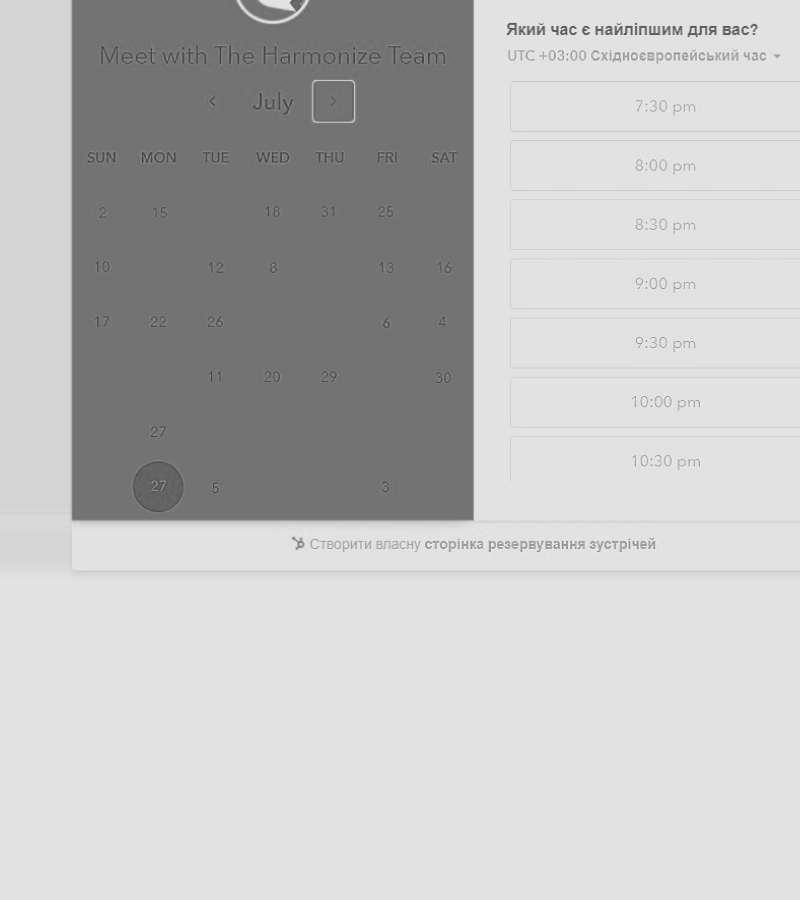 Meet with The Harmonize Team
July
SUN MON TUE WED THU FRI SAT
2 15 18 31 25
10 12 8 13 16
17 22 26 6 4
11 20 29 30
27
27 5 3
Який час є найліпшим для вас?
UTC +03:00 Східноєвропейський час
7:30 pm
8:00 pm
8:30 pm
9:00 pm
9:30 pm
10:00 pm
10:30 pm
Створити власну сторінка резервування зустрічей